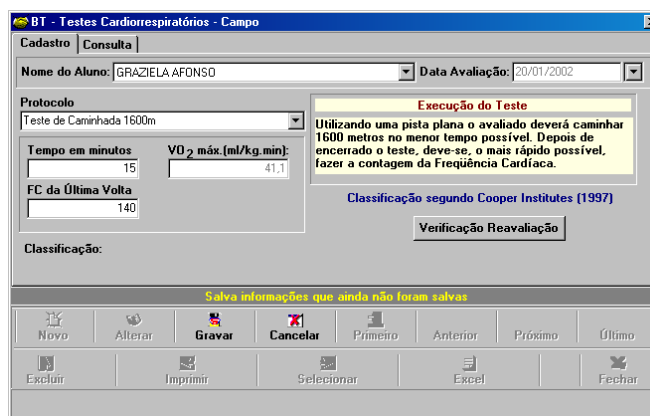 BT - Testes Cardiorrespiratórios - Campo
Cadastro Consulta
Nome do Aluno: GRAZIELA AFONSO Data Avaliação: 20/01/2002
Protocolo
Teste de Caminhada 1600m
Execução do Teste
Utilizando uma pista plana o avaliado deverá caminhar
1600 metros no menor tempo possível. Depois de
encerrado o teste, deve-se, o mais rápido possível,
fazer a contagem da Freqüência Cardíaca.
Tempo em minutos VO2 máx.(ml/kg.min):
15 41,1
FC da Última Volta
140
Classificação segundo Cooper Institutes (1997)
Verificação Reavaliação
Classificação:
Salva informações que ainda não foram salvas
Novo Alterar Gravar Cancelar Primeiro Anterior Próximo Último
Excluir Imprimir Selecionar Excel Fechar